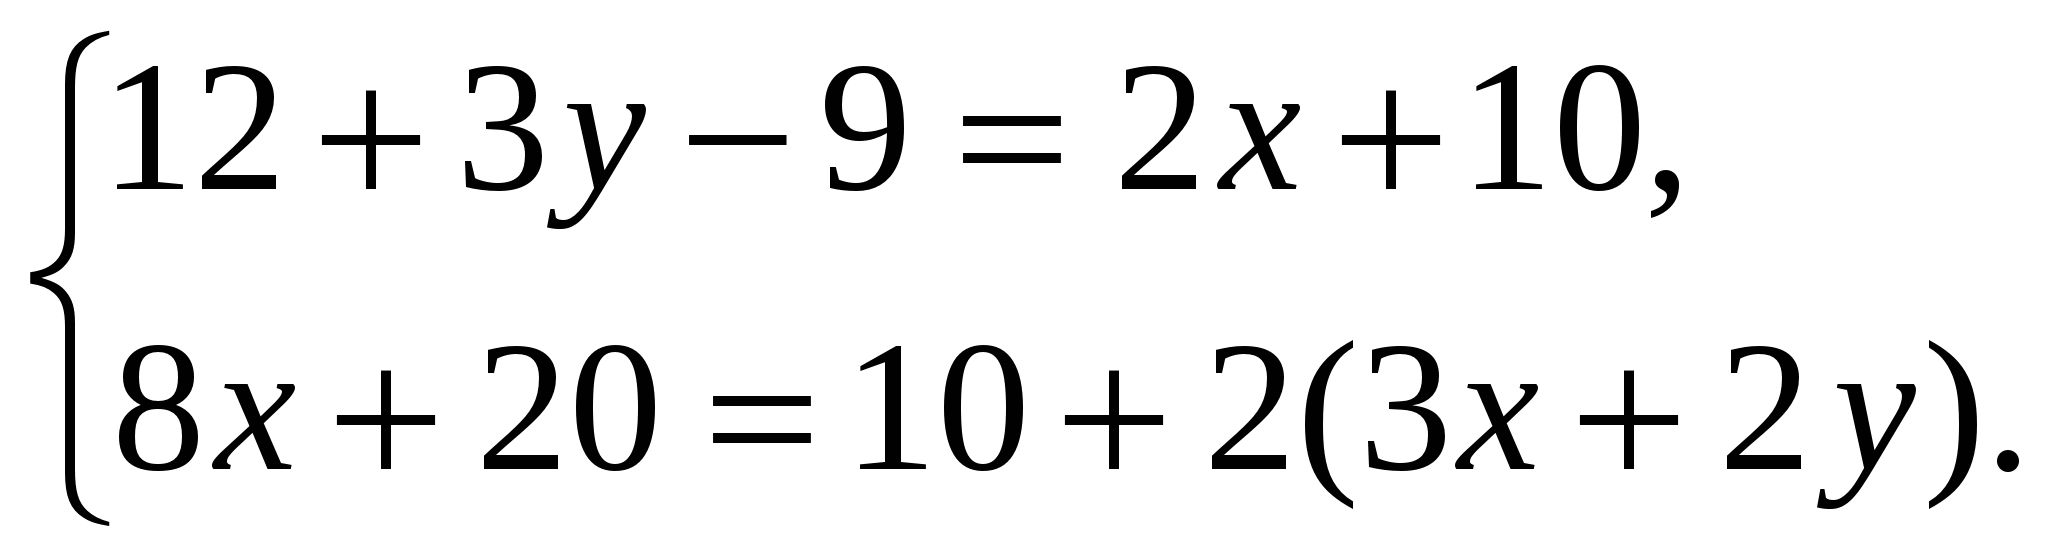 12 + 3y − 9 = 2x + 10,
8x + 20 = 10 + 2(3x + 2y).